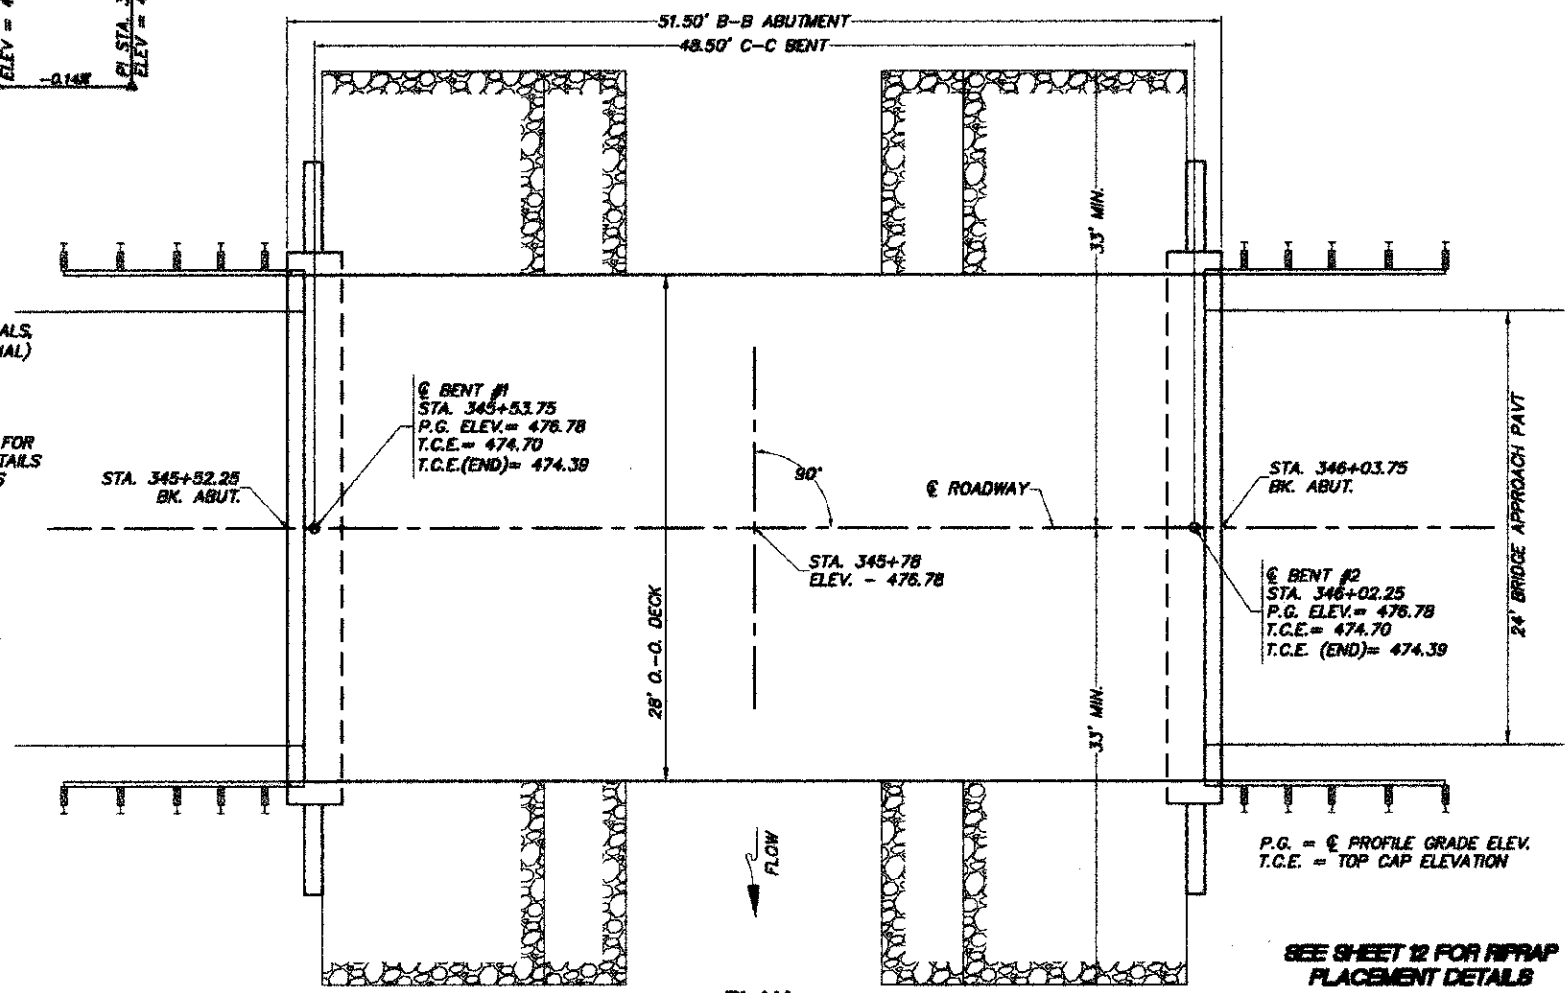 51.50' B-B ABUTMENT
48.50' C-C BENT
ELEV =
PI STA.
ELEV =
-0.14%
33' MIN.
FOR
℄ BENT #1
STA. 345+53.75
P.G. ELEV.= 476.78
T.C.E.= 474.70
T.C.E.(END)= 474.39
STA. 345+52.25
BK. ABUT.
90°
℄ ROADWAY
STA. 346+03.75
BK. ABUT.
24' BRIDGE APPROACH PAVT
STA. 345+78
ELEV. - 476.78
℄ BENT #2
STA. 346+02.25
P.G. ELEV.= 476.78
T.C.E.= 474.70
T.C.E. (END)= 474.39
28' O.-O. DECK
33' MIN.
FLOW
P.G. = ℄ PROFILE GRADE ELEV.
T.C.E. = TOP CAP ELEVATION
SEE SHEET 12 FOR RIPRAP
PLACEMENT DETAILS